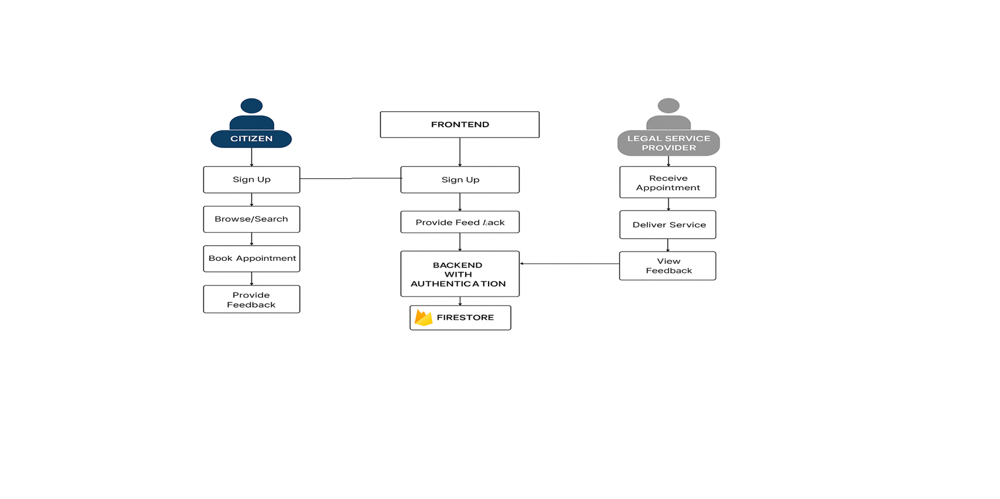 CITIZEN
Sign Up
Browse/Search
Book Appointment
Provide
Feedback
FRONTEND
Sign Up
Provide Feed
BACKEND
WITH
AUTHENTICATION
FIRESTORE
LEGAL SERVICE
PROVIDER
Receive
Appointment
Deliver Service
View
Feedback